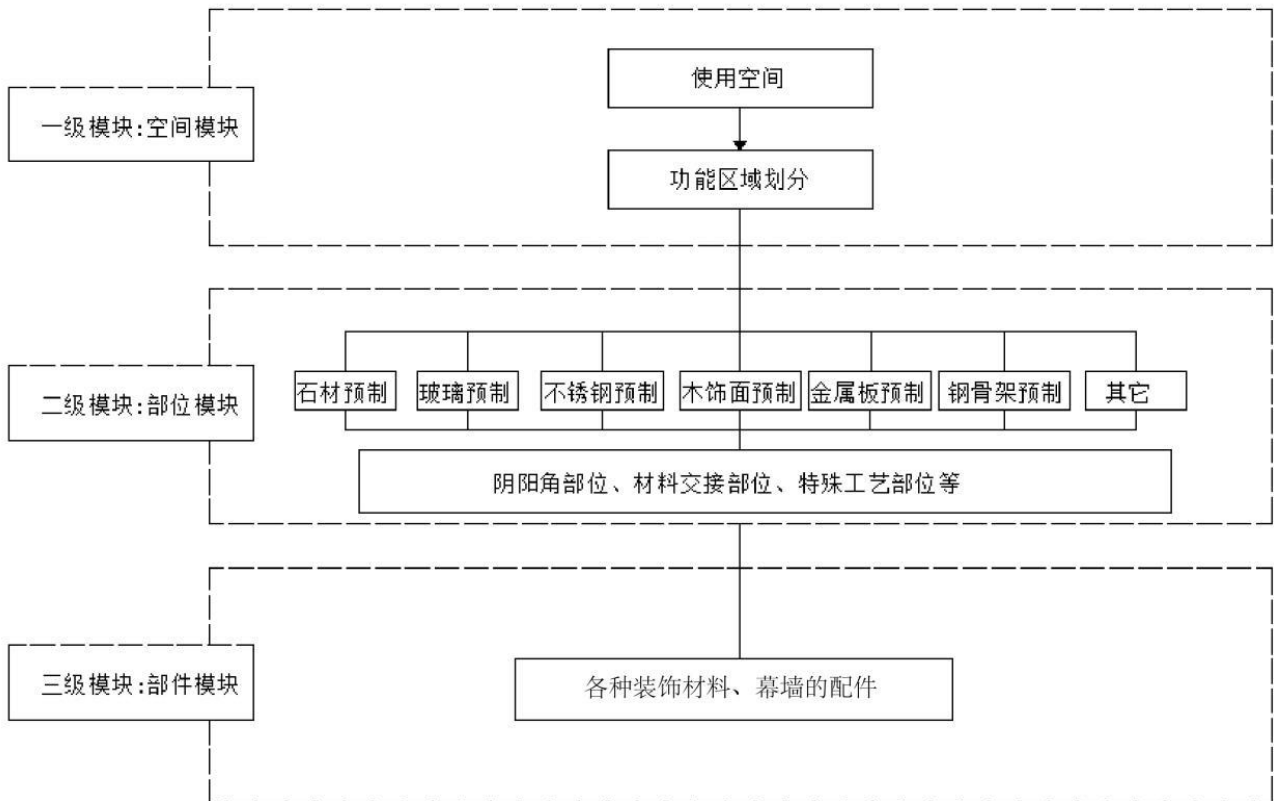 使用空间
一级模块:空间模块
功能区域划分
石材预制
玻璃预制
不锈钢预制
木饰面预制
金属板预制
钢骨架预制
其它
二级模块:部位模块
阴阳角部位、材料交接部位、特殊工艺部位等
三级模块:部件模块
各种装饰材料、幕墙的配件